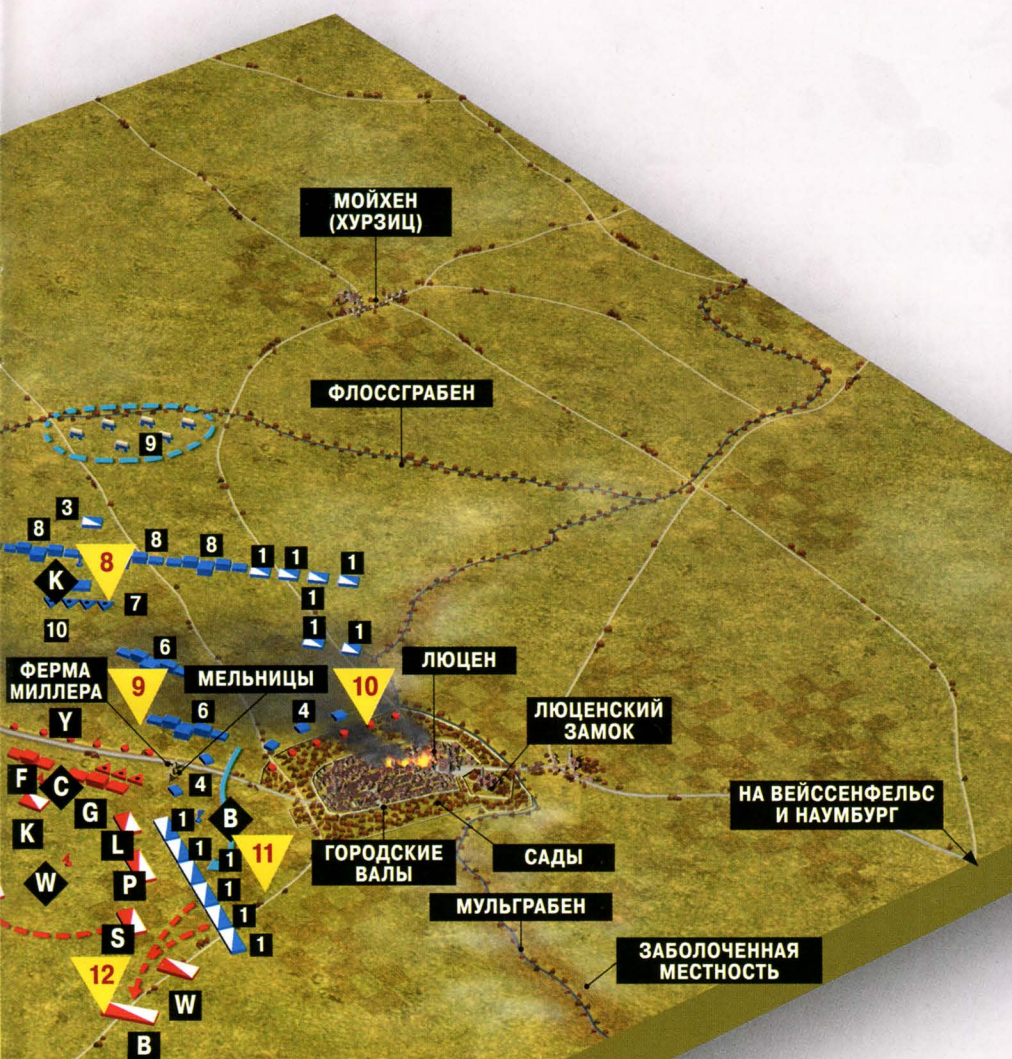 МОЙХЕН
(ХУРЗИЦ)
ФЛОССГРАБЕН
9
3
8
8
8
1
1
1
8
K
7
1
10
1
1
6
ФЕРМА
МИЛЛЕРА
9
МЕЛЬНИЦЫ
10
ЛЮЦЕН
Y
6
4
ЛЮЦЕНСКИЙ
ЗАМОК
F
C
4
НА ВЕЙССЕНФЕЛЬС
И НАУМБУРГ
K
G
1
B
L
1
11
ГОРОДСКИЕ
ВАЛЫ
САДЫ
W
P
1
1
МУЛЬГРАБЕН
S
1
1
ЗАБОЛОЧЕННАЯ
МЕСТНОСТЬ
12
W
B